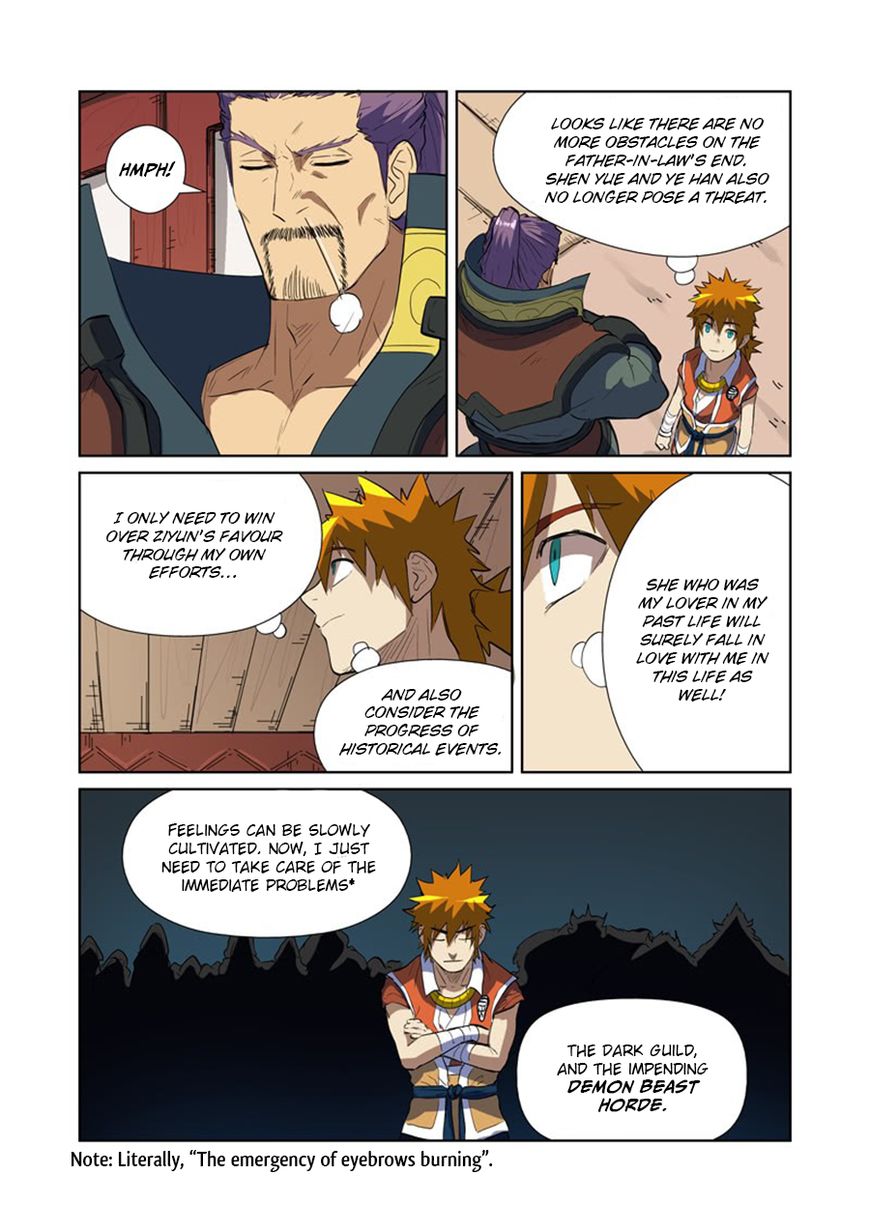 HMPH!
LOOKS LIKE THERE ARE NO
MORE OBSTACLES ON THE
FATHER-IN-LAW'S END.
SHEN YUE AND YE HAN ALSO
NO LONGER POSE A THREAT.
I ONLY NEED TO WIN
OVER ZIYUN'S FAVOUR
THROUGH MY OWN
EFFORTS...
AND ALSO
CONSIDER THE
PROGRESS OF
HISTORICAL EVENTS.
SHE WHO WAS
MY LOVER IN MY
PAST LIFE WILL
SURELY FALL IN
LOVE WITH ME IN
THIS LIFE AS
WELL!
FEELINGS CAN BE SLOWLY
CULTIVATED. NOW, I JUST
NEED TO TAKE CARE OF THE
IMMEDIATE PROBLEMS*
THE DARK GUILD,
AND THE IMPENDING
DEMON BEAST
HORDE.
Note: Literally, “The emergency of eyebrows burning”.